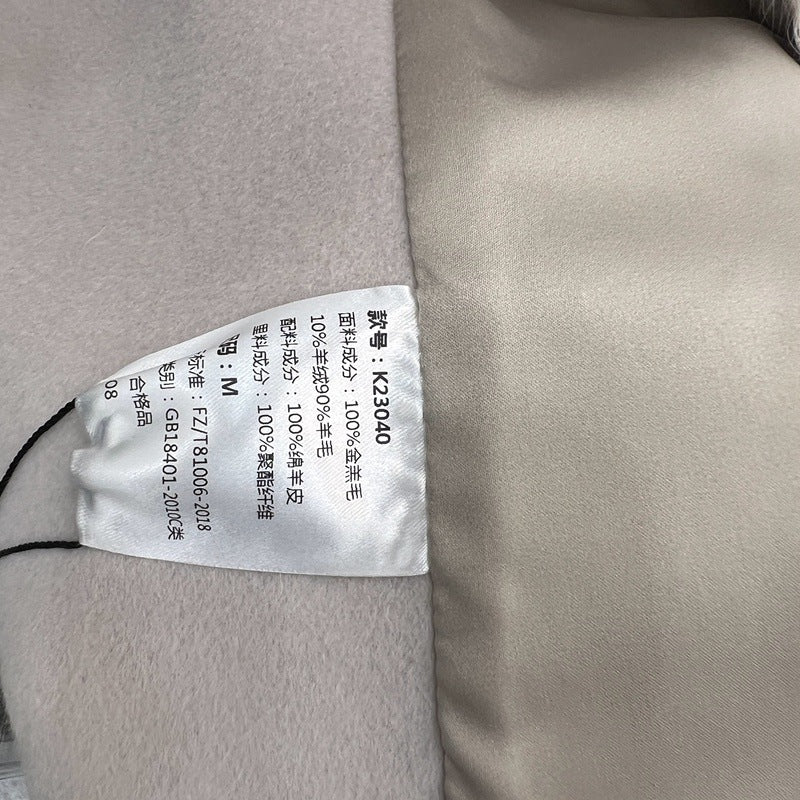 款号：K23040
面料成分：100%金羔毛
10%羊绒90%羊毛
配料成分：100%绵羊皮
里料成分：100%聚酯纤维
码：M
标准：FZ/T81006-2018
类别：GB18401-2010C类
合格品
08